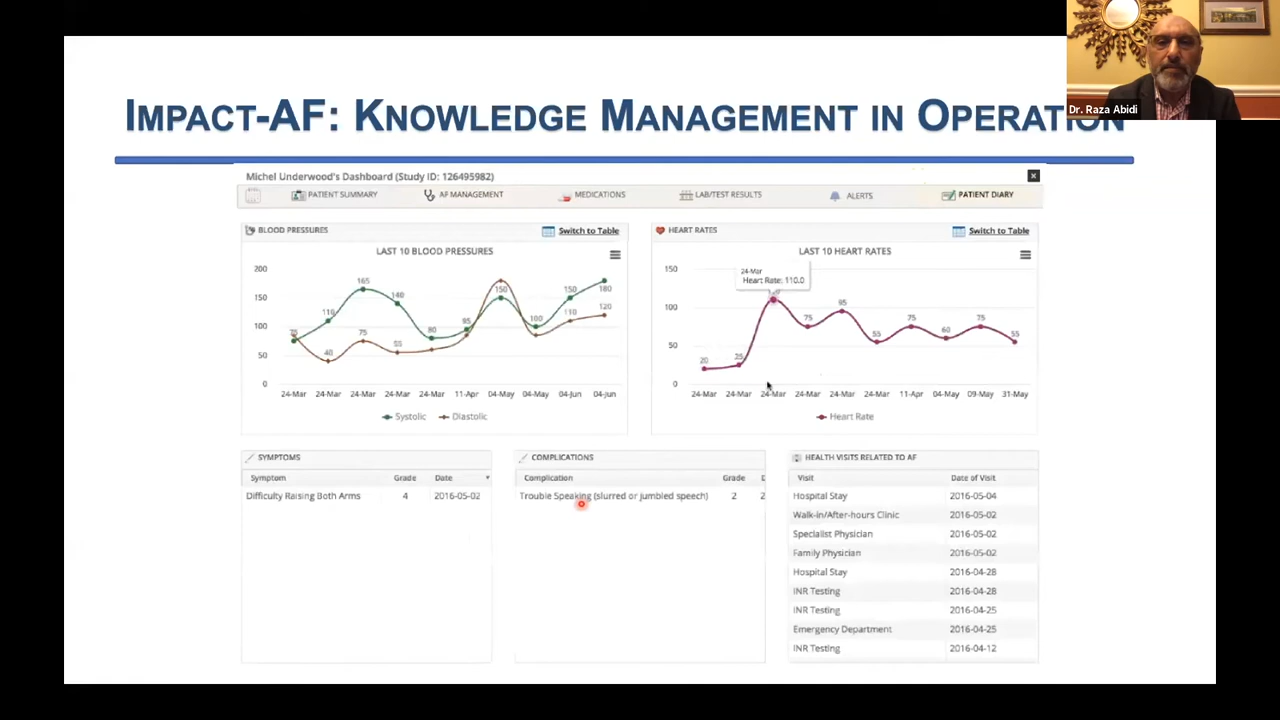 IMPACT-AF: KNOWLEDGE MANAGEMENT IN OPERATION
Dr. Raza Abidi
Michel Underwood's Dashboard (Study ID: 126495982)
PATIENT SUMMARY AF MANAGEMENT MEDICATIONS LAB/TEST RESULTS ALERTS PATIENT DIARY
BLOOD PRESSURES Switch to Table
LAST 10 BLOOD PRESSURES
200
150
100
50
0
75 110 165 140 80 95 150 100 150 180
40 75 55 110 120
24-Mar 24-Mar 24-Mar 24-Mar 24-Mar 11-Apr 04-May 04-May 04-Jun 04-Jun
Systolic Diastolic
HEART RATES Switch to Table
LAST 10 HEART RATES
24-Mar
Heart Rate: 110.0
150
100
50
0
20 25 75 95 55 75 60 75 55
24-Mar 24-Mar 24-Mar 24-Mar 24-Mar 24-Mar 11-Apr 04-May 09-May 31-May
Heart Rate
SYMPTOMS
Symptom Grade Date
Difficulty Raising Both Arms 4 2016-05-02
COMPLICATIONS
Complication Grade
Trouble Speaking (slurred or jumbled speech) 2
HEALTH VISITS RELATED TO AF
Visit Date of Visit
Hospital Stay 2016-05-04
Walk-in/After-hours Clinic 2016-05-02
Specialist Physician 2016-05-02
Family Physician 2016-05-02
Hospital Stay 2016-04-28
INR Testing 2016-04-28
INR Testing 2016-04-25
Emergency Department 2016-04-25
INR Testing 2016-04-12